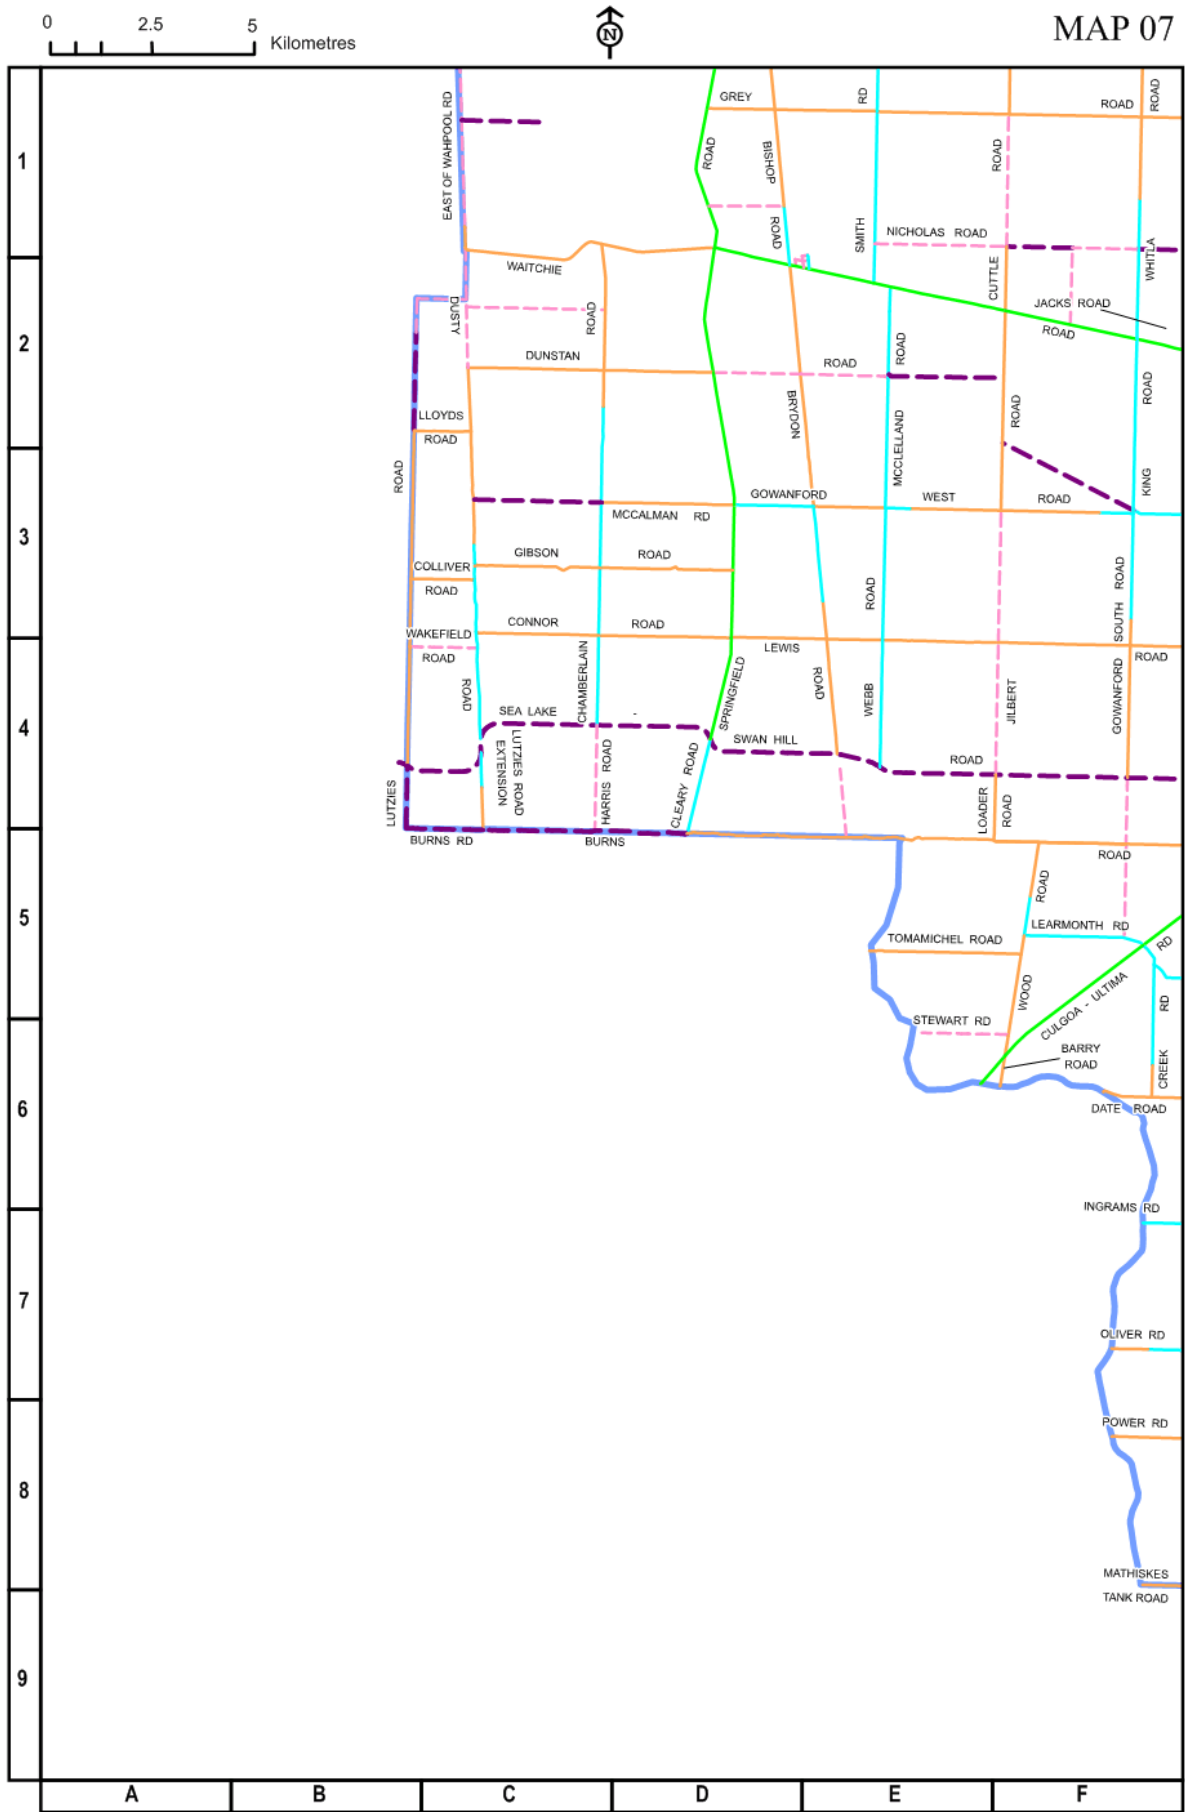 0 2.5 5
Kilometres
N
MAP 07
GREY
ROAD
RD
ROAD
EAST OF WAHPOOL RD
1
ROAD
BISHOP
ROAD
ROAD
SMITH
NICHOLAS ROAD
WHITLA
WAITCHIE
CUTTLE
JACKS ROAD
ROAD
DUSTY
ROAD
2
DUNSTAN
ROAD
ROAD
ROAD
LLOYDS
ROAD
BRYDON
ROAD
MCCLELLAND
ROAD
KING
GOWANFORD
WEST
ROAD
MCCALMAN RD
3
GIBSON
ROAD
COLLIVER
ROAD
ROAD
SOUTH ROAD
CONNOR
ROAD
WAKEFIELD
ROAD
LEWIS
ROAD
CHAMBERLAIN
SPRINGFIELD
ROAD
WEBB
JILBERT
GOWANFORD
ROAD
SEA LAKE
-
SWAN HILL
ROAD
4
LUTZIES ROAD
EXTENSION
HARRIS ROAD
CLEARY ROAD
LOADER
ROAD
LUTZIES
BURNS RD
BURNS
ROAD
ROAD
5
LEARMONTH RD
TOMAMICHEL ROAD
RD
WOOD
CULGOA - ULTIMA
RD
STEWART RD
BARRY
ROAD
CREEK
6
DATE ROAD
INGRAMS RD
7
OLIVER RD
POWER RD
8
MATHISKES
TANK ROAD
9
A B C D E F